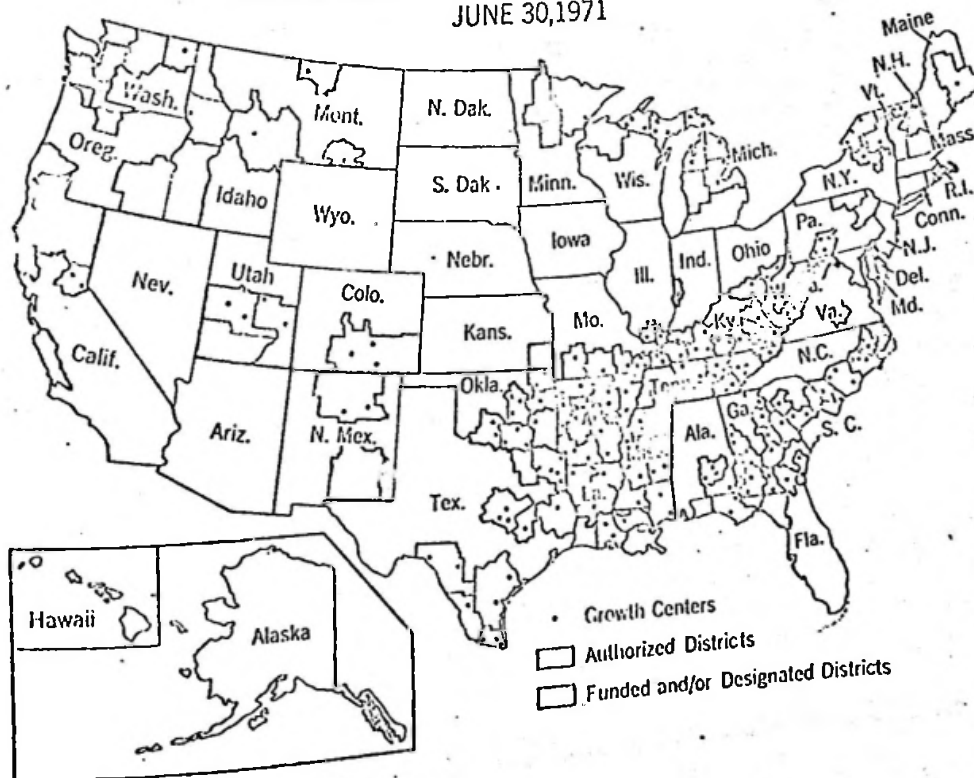 JUNE 30,1971
Maine
N.H.
Vt.
Wash.
Mont.
N. Dak.
Oreg.
Idaho
S. Dak.
Minn.
Wis.
Mich.
N.Y.
Mass
R.I.
Conn.
Wyo.
Iowa
Pa.
N.J.
Nebr.
Ill.
Ind.
Ohio
Del.
Md.
Nev.
Utah
Colo.
Kans.
Mo.
Ky.
Va.
Calif.
N.C.
Okla.
Ariz.
N. Mex.
Ala.
Ga.
S. C.
Tex.
La.
Fla.
Hawaii
Alaska
Growth Centers
Authorized Districts
Funded and/or Designated Districts